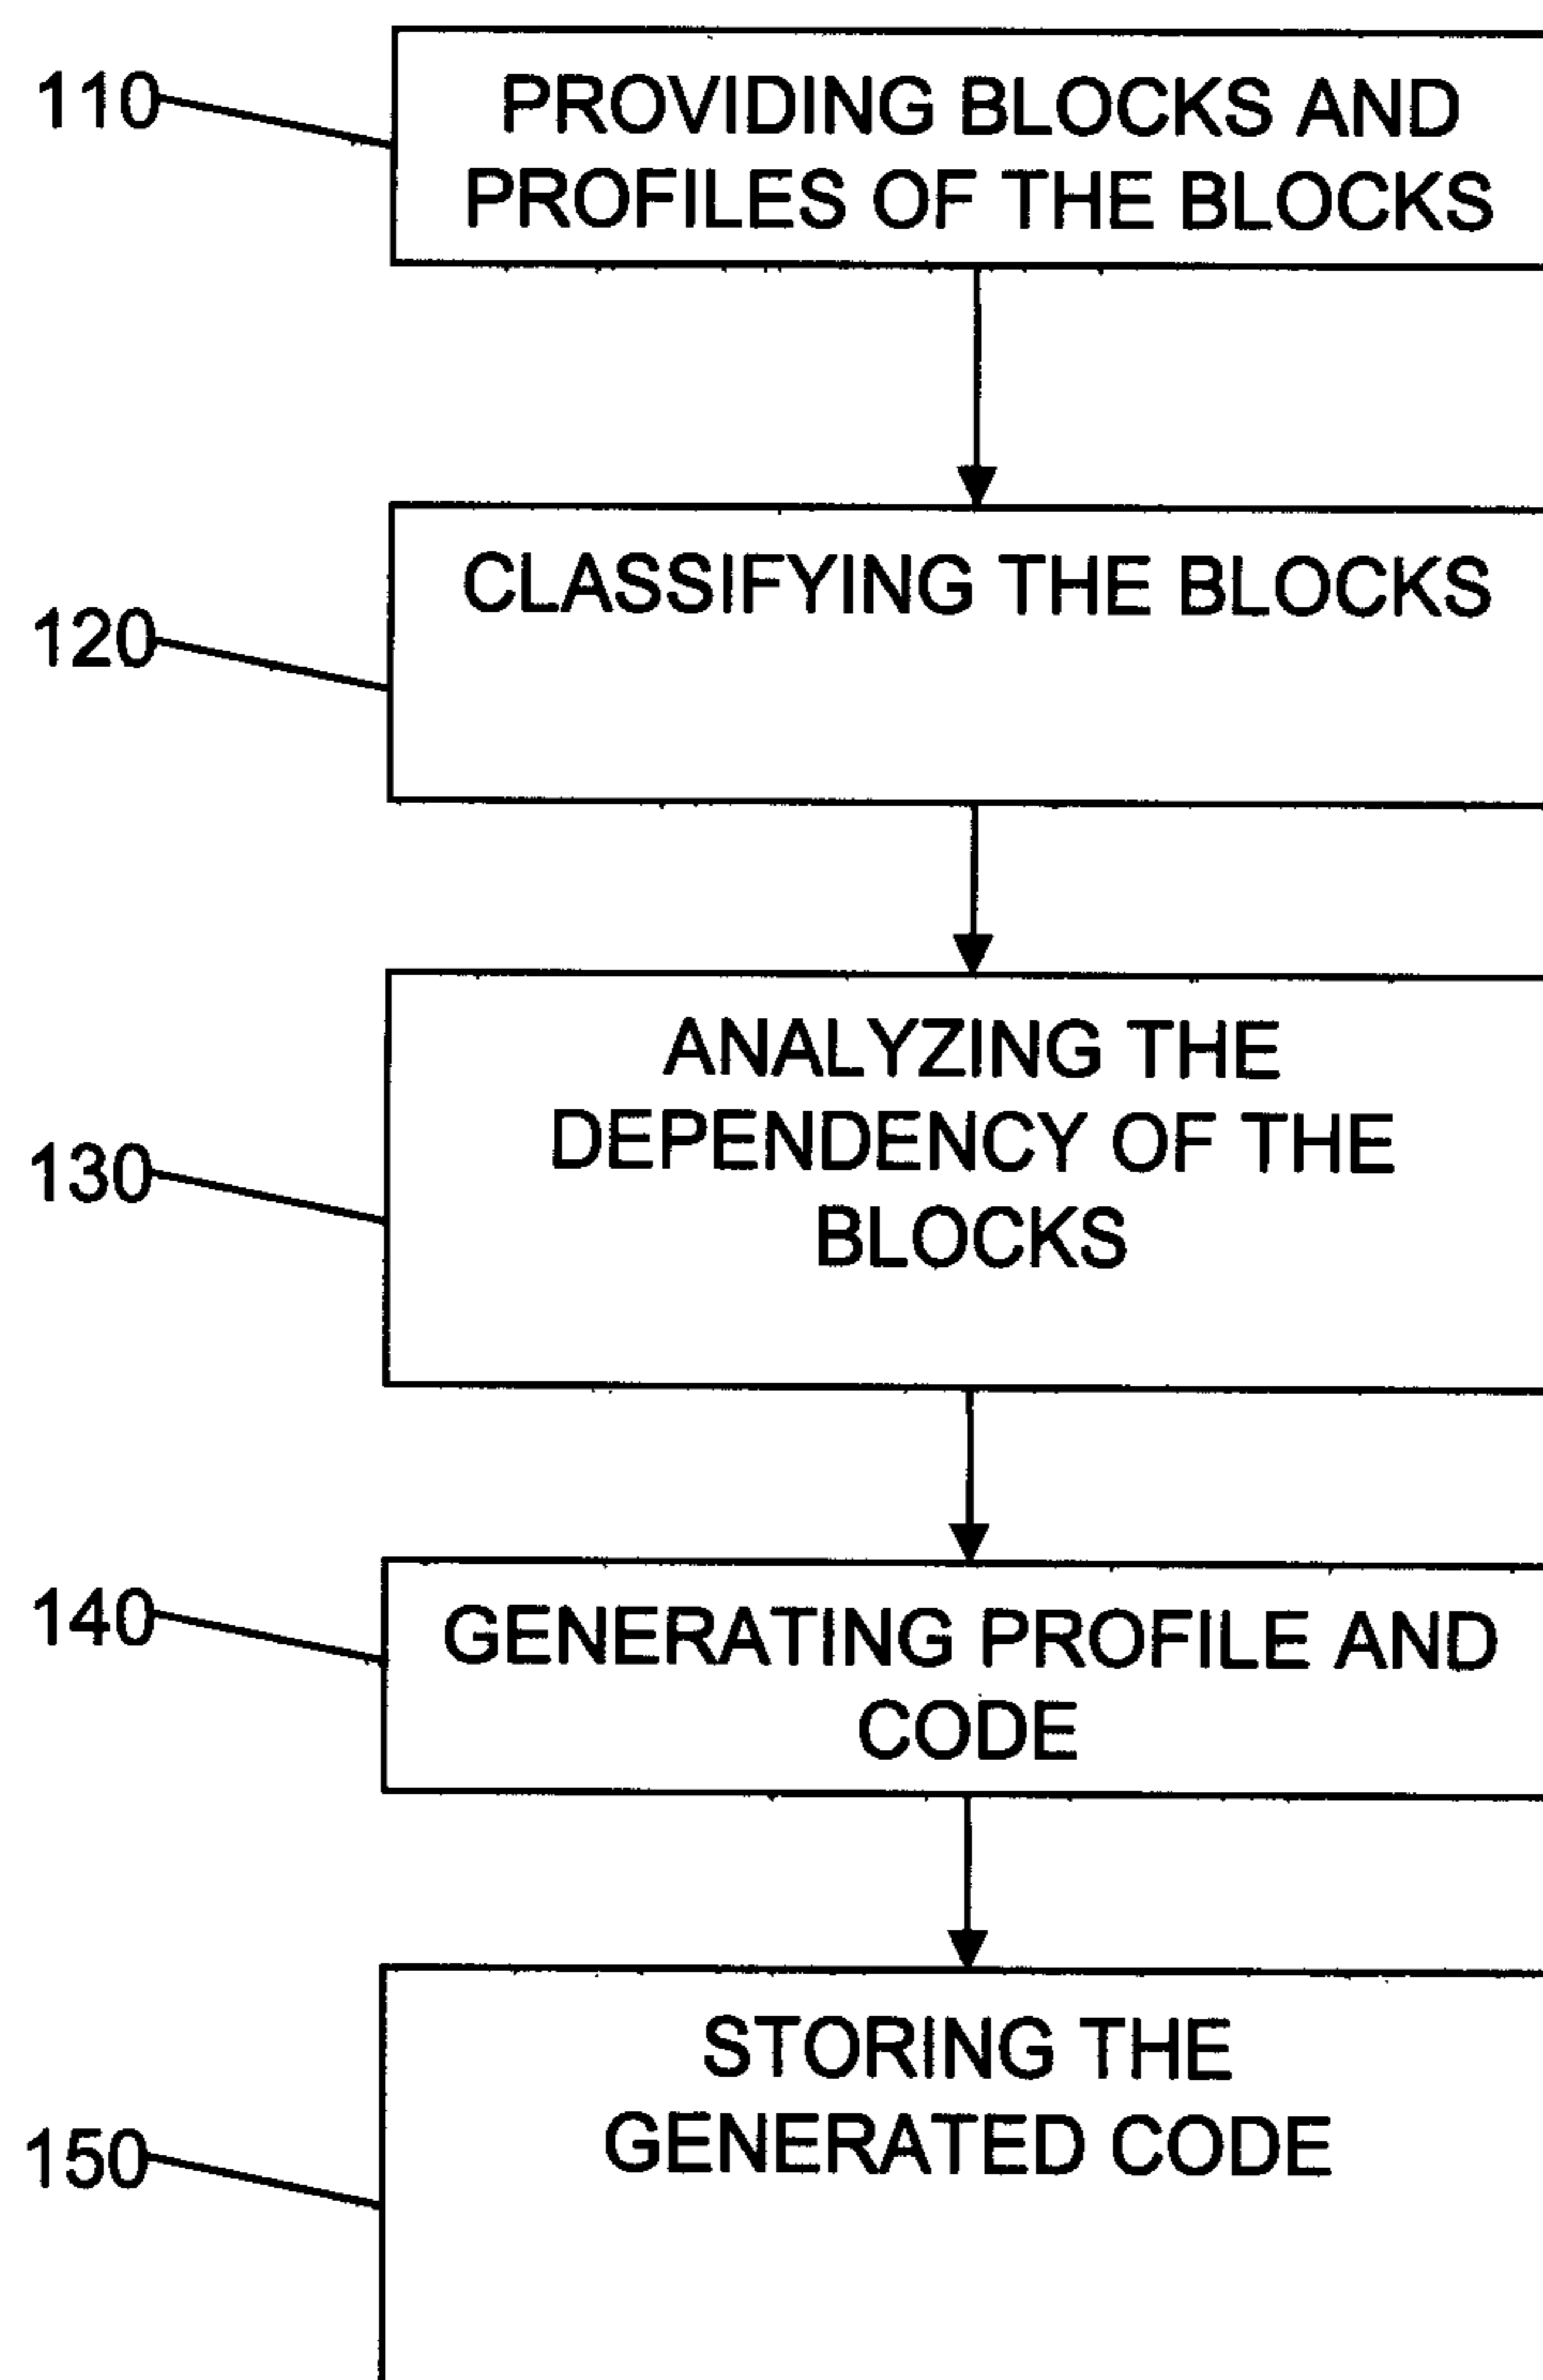 110
PROVIDING BLOCKS AND
PROFILES OF THE BLOCKS
120
CLASSIFYING THE BLOCKS
130
ANALYZING THE
DEPENDENCY OF THE
BLOCKS
140
GENERATING PROFILE AND
CODE
150
STORING THE
GENERATED CODE